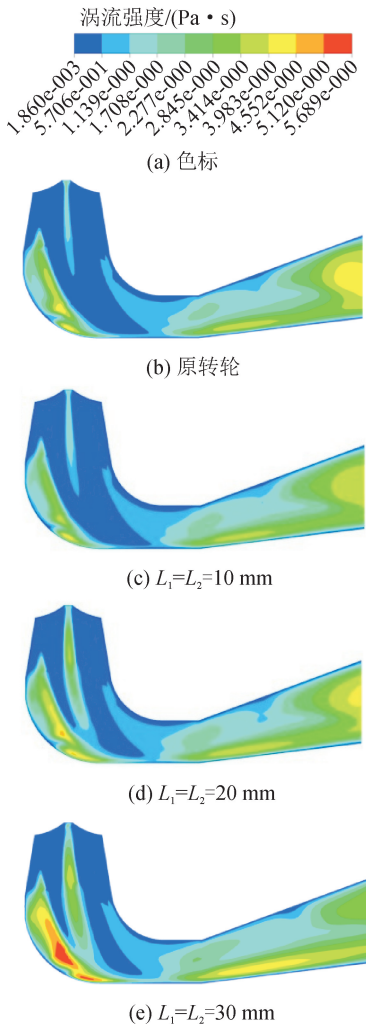 涡流强度/(Pa·s)
1.860e-003
5.706e-001
1.139e-000
1.708e-000
2.277e-000
2.845e-000
3.414e-000
3.983e-000
4.552e-000
5.120e-000
5.689e-000
(a) 色标
(b) 原转轮
(c) L₁=L₂=10 mm
(d) L₁=L₂=20 mm
(e) L₁=L₂=30 mm